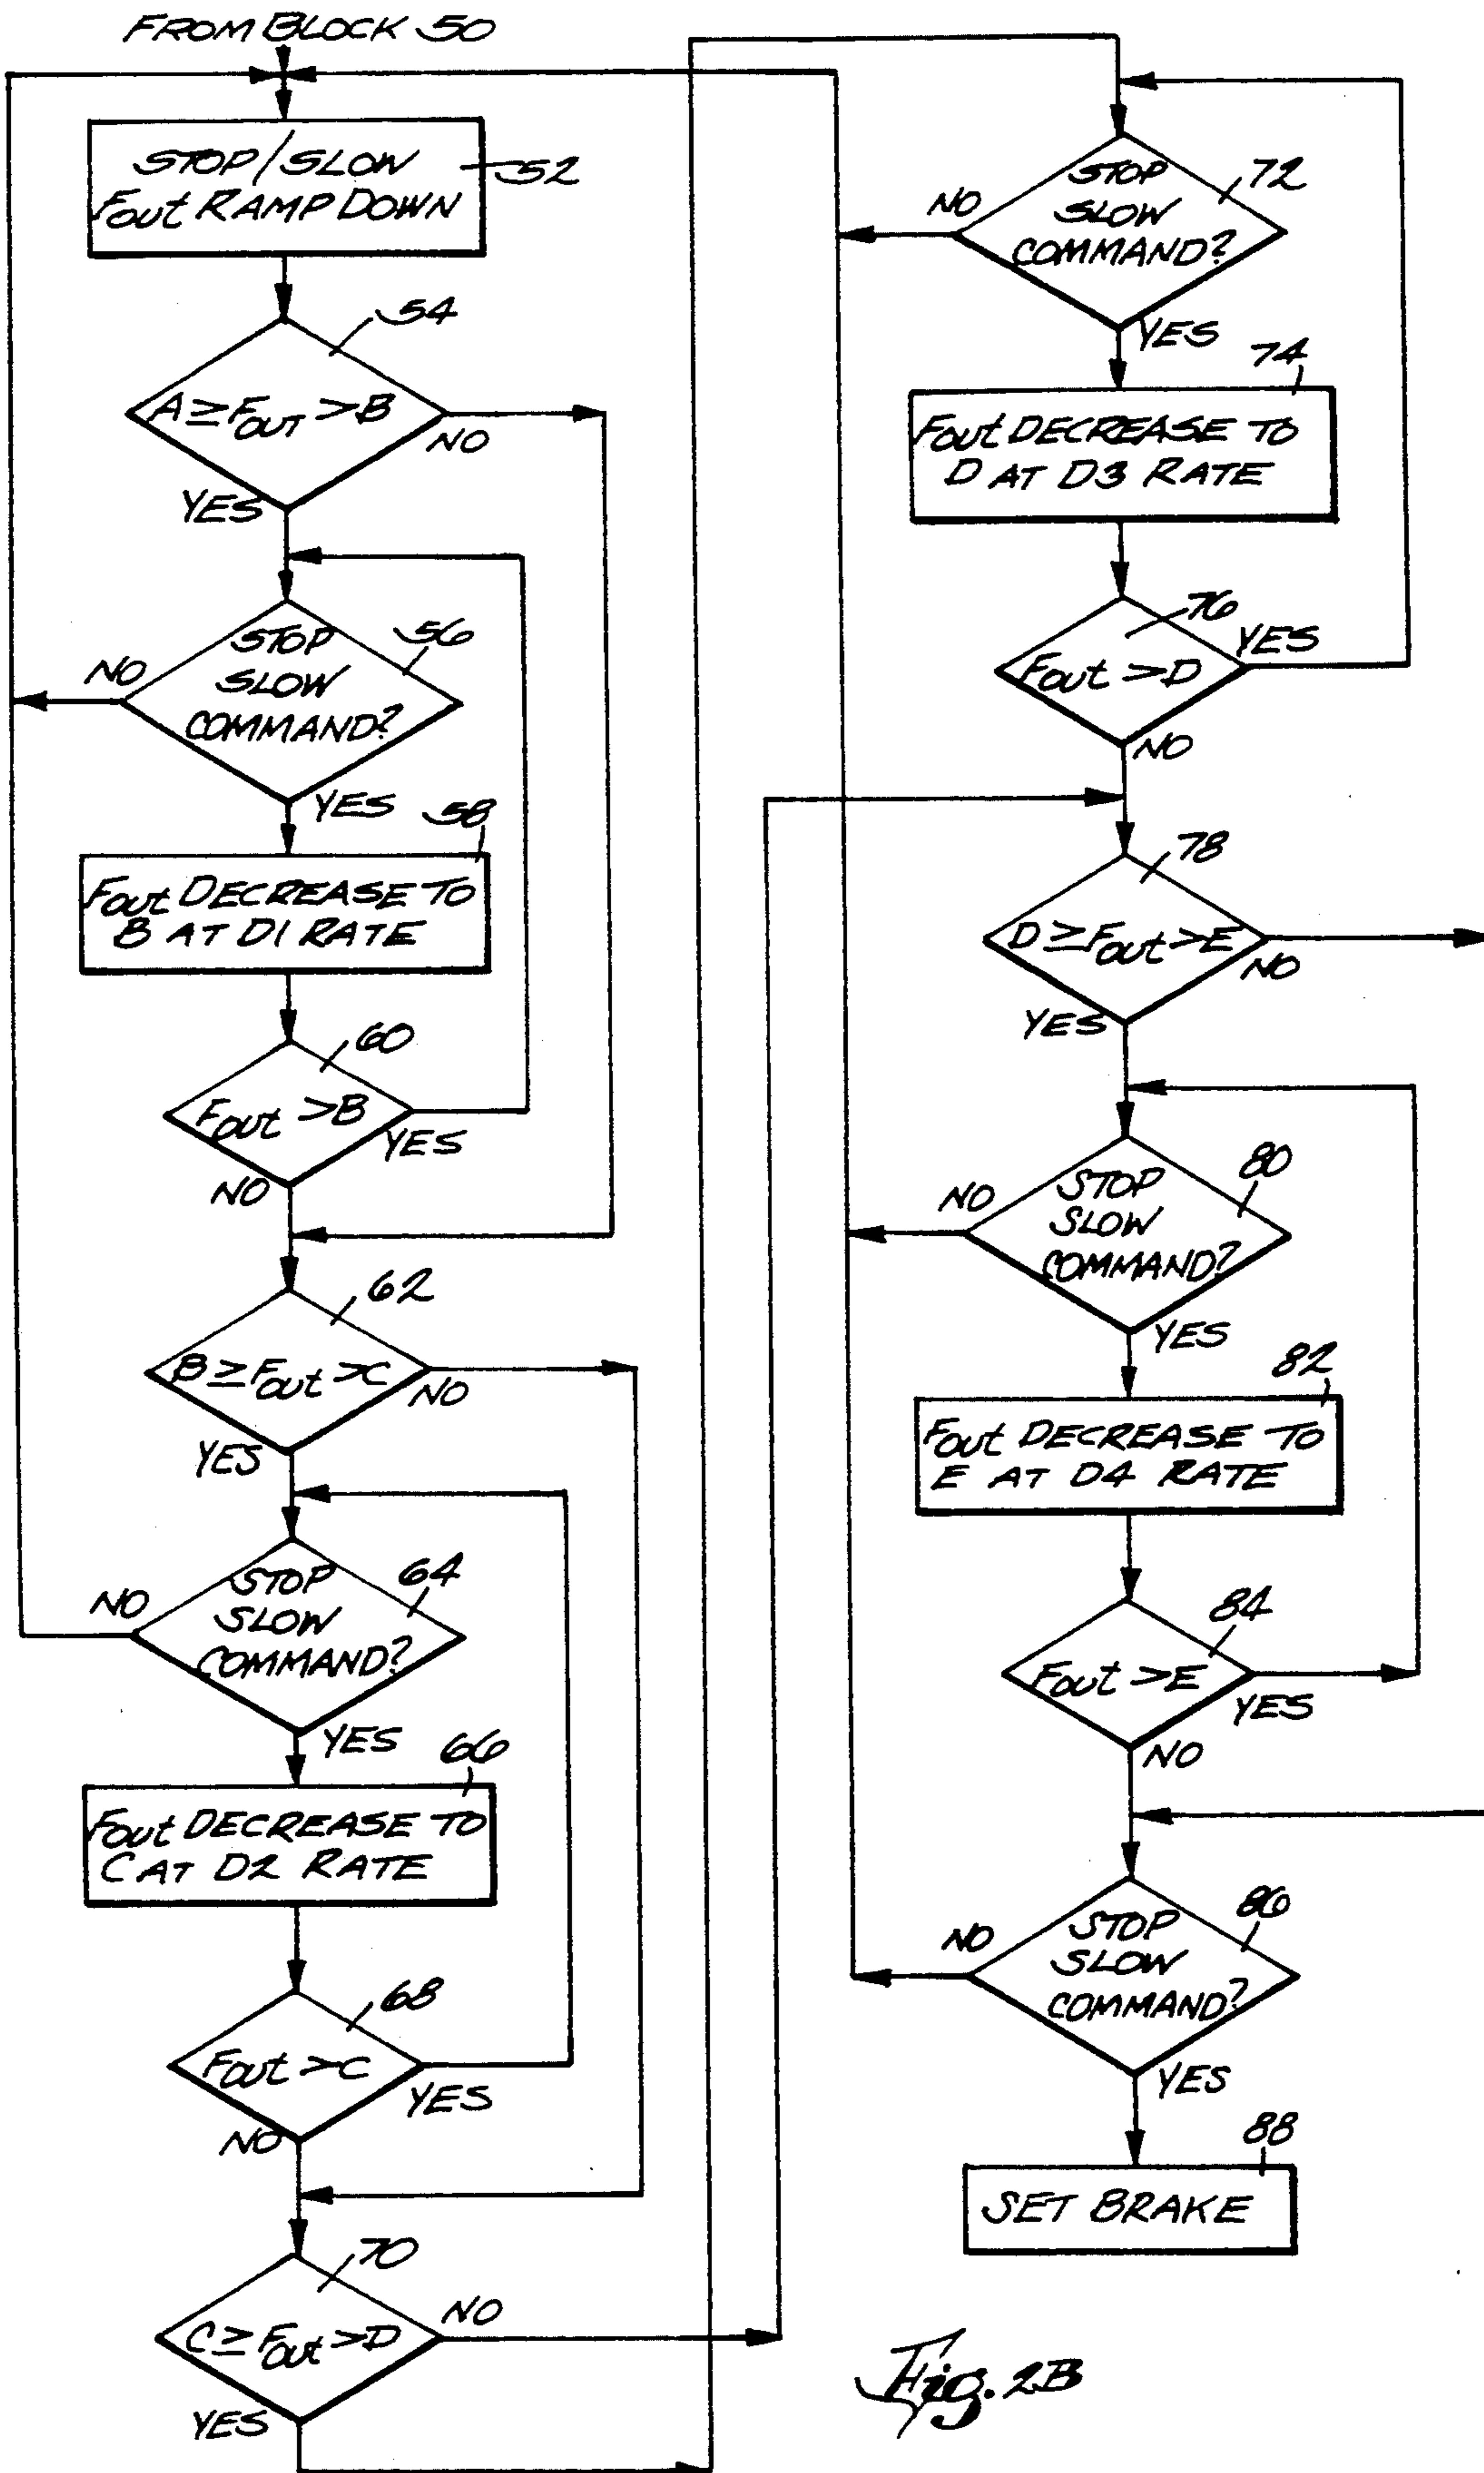 FROM BLOCK 50
STOP/SLOW
Fout RAMP DOWN
52
54
A ≥ Fout > B
NO
YES
56
STOP
SLOW
COMMAND?
NO
YES
58
Fout DECREASE TO
B AT D1 RATE
60
Fout > B
YES
NO
62
B ≥ Fout > C
NO
YES
64
STOP
SLOW
COMMAND?
NO
YES
66
Fout DECREASE TO
C AT D2 RATE
68
Fout > C
YES
NO
70
C ≥ Fout > D
NO
YES
72
STOP
SLOW
COMMAND?
NO
YES
74
Fout DECREASE TO
D AT D3 RATE
76
Fout > D
YES
NO
78
D ≥ Fout > E
NO
YES
80
STOP
SLOW
COMMAND?
NO
YES
82
Fout DECREASE TO
E AT D4 RATE
84
Fout > E
YES
NO
86
STOP
SLOW
COMMAND?
NO
YES
88
SET BRAKE
Fig. 2B